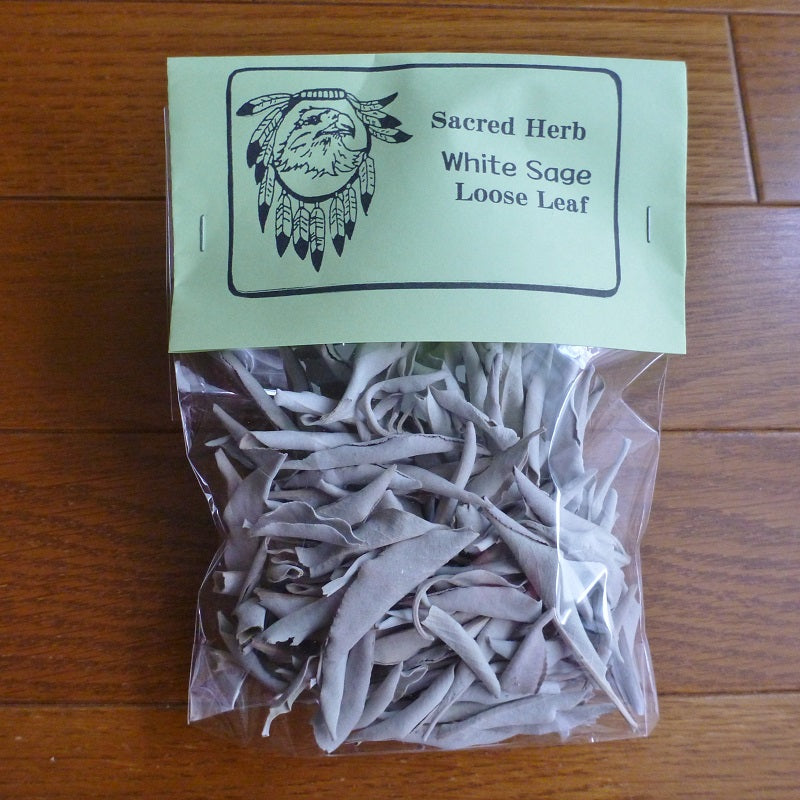 Sacred Herb
White Sage
Loose Leaf